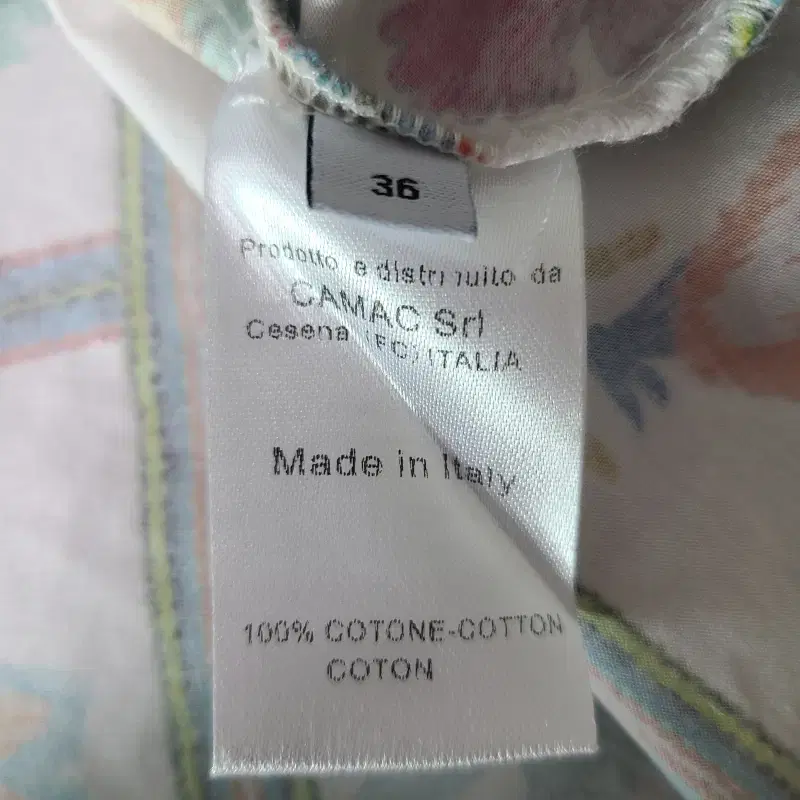 36
Prodotto e distribuito da
CAMAC Srl
Cesena (FC) ITALIA
Made in Italy
100% COTONE-COTTON
COTON